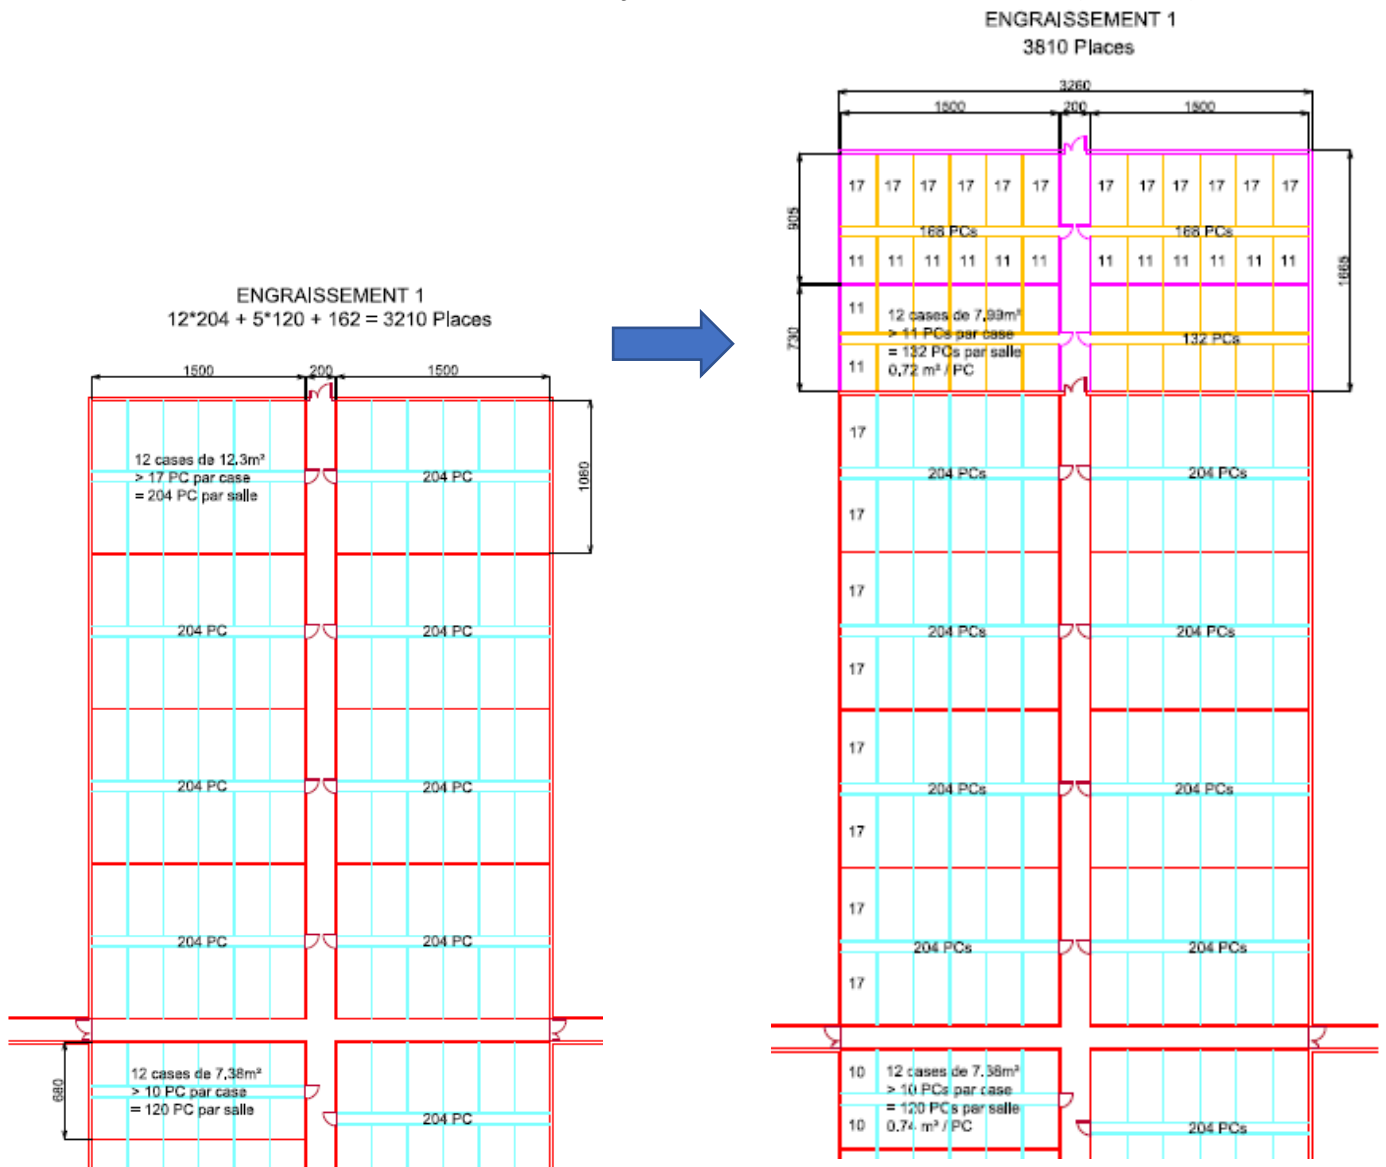 ENGRAISSEMENT 1
12*204 + 5*120 + 162 = 3210 Places
1500 200 1500
12 cases de 12.3m²
> 17 PC par case
= 204 PC par salle
204 PC
1080
204 PC 204 PC
204 PC 204 PC
204 PC 204 PC
680
12 cases de 7,38m²
> 10 PC par case
= 120 PC par salle
204 PC
ENGRAISSEMENT 1
3810 Places
3260
1500 200 1500
905
17 17 17 17 17 17 17 17 17 17 17 17
168 PCs 168 PCs
11 11 11 11 11 11 11 11 11 11 11 11
1665
730
11
12 cases de 7,99m²
> 11 PCs par case
= 132 PCs par salle
0,72 m² / PC
11
132 PCs
17
204 PCs 204 PCs
17
17
204 PCs 204 PCs
17
17
204 PCs 204 PCs
17
17
204 PCs 204 PCs
17
10
12 cases de 7.38m²
> 10 PCs par case
= 120 PCs par salle
0.74 m² / PC
10
204 PCs